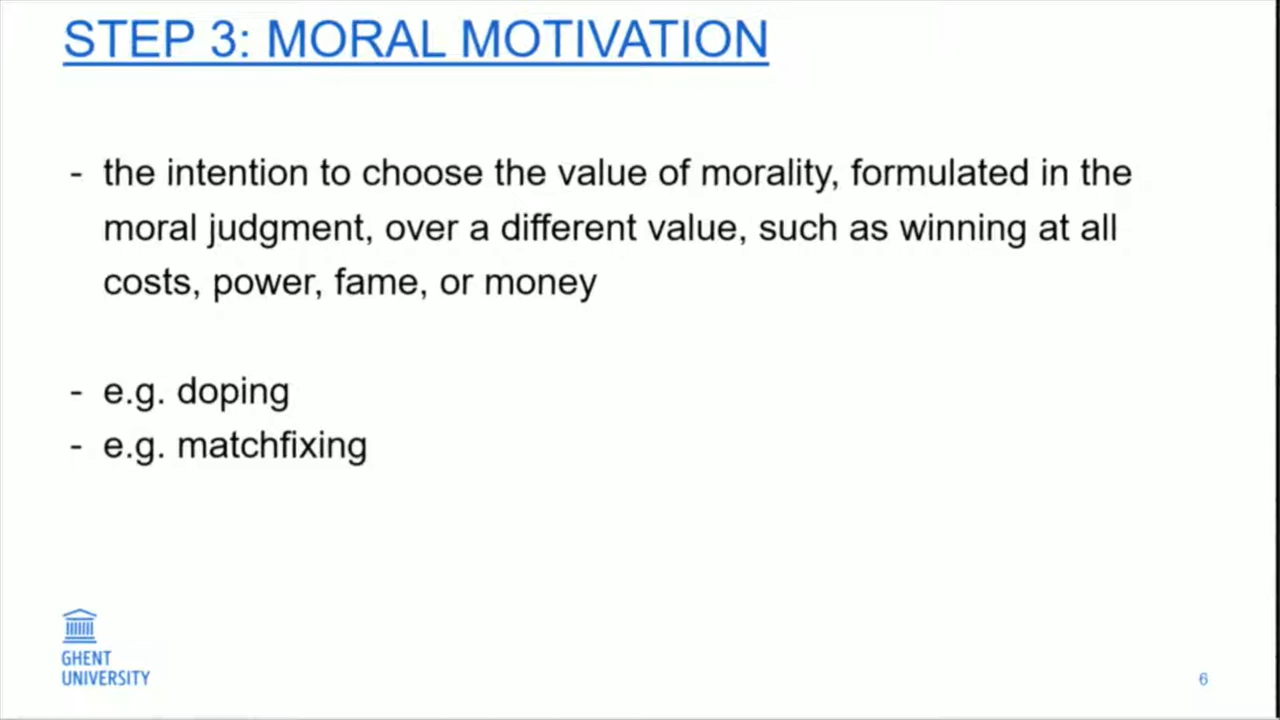 STEP 3: MORAL MOTIVATION
- the intention to choose the value of morality, formulated in the
moral judgment, over a different value, such as winning at all
costs, power, fame, or money
- e.g. doping
- e.g. matchfixing
GHENT
UNIVERSITY
6